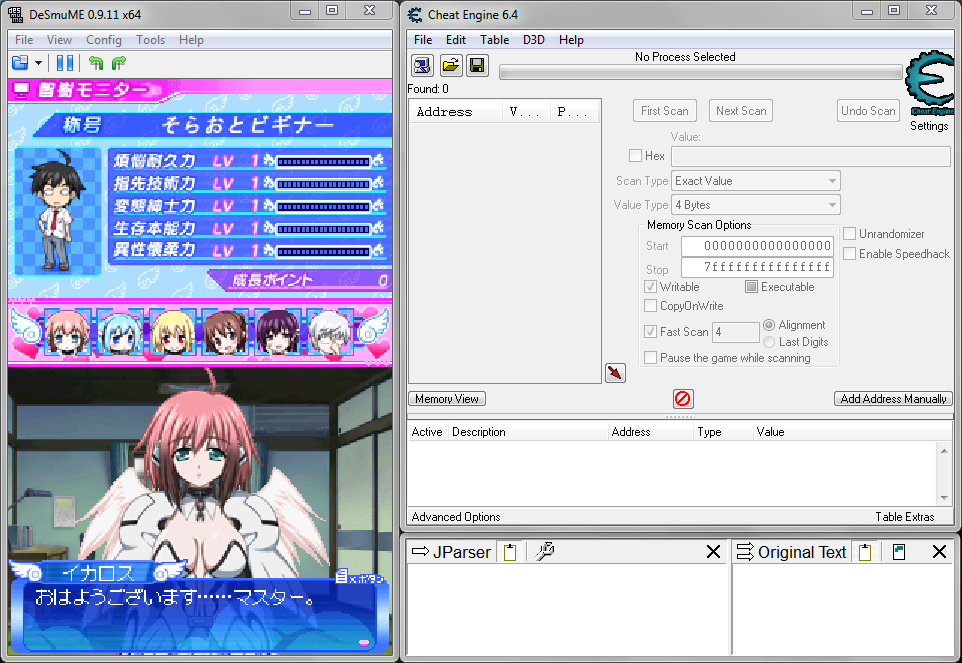 DeSmuME 0.9.11 x64
File View Config Tools Help
智樹モニター
称号 そらおとビギナー
煩悩耐久力 LV 1
指先技術力 LV 1
変態紳士力 LV 1
生存本能力 LV 1
異性懐柔力 LV 1
成長ポイント 0
イカロス
×ボタン
おはようございます……マスター。
Cheat Engine 6.4
File Edit Table D3D Help
No Process Selected
Found: 0
Address V... P...
First Scan Next Scan Undo Scan
Cheat Engine
Settings
Value:
Hex
Scan Type Exact Value
Value Type 4 Bytes
Memory Scan Options
Start 0000000000000000
Stop 7fffffffffffffff
Writable Executable
CopyOnWrite
Fast Scan 4 Alignment
Last Digits
Pause the game while scanning
Unrandomizer
Enable Speedhack
Memory View Add Address Manually
Active Description Address Type Value
Advanced Options Table Extras
JParser
Original Text